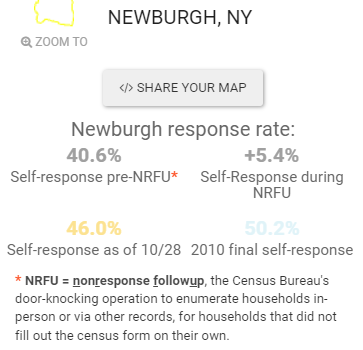 NEWBURGH, NY
ZOOM TO
</> SHARE YOUR MAP
Newburgh response rate:
40.6% +5.4%
Self-response pre-NRFU* Self-Response during
NRFU
46.0% 50.2%
Self-response as of 10/28 2010 final self-response
* NRFU = nonresponse followup, the Census Bureau's
door-knocking operation to enumerate households in-
person or via other records, for households that did not
fill out the census form on their own.